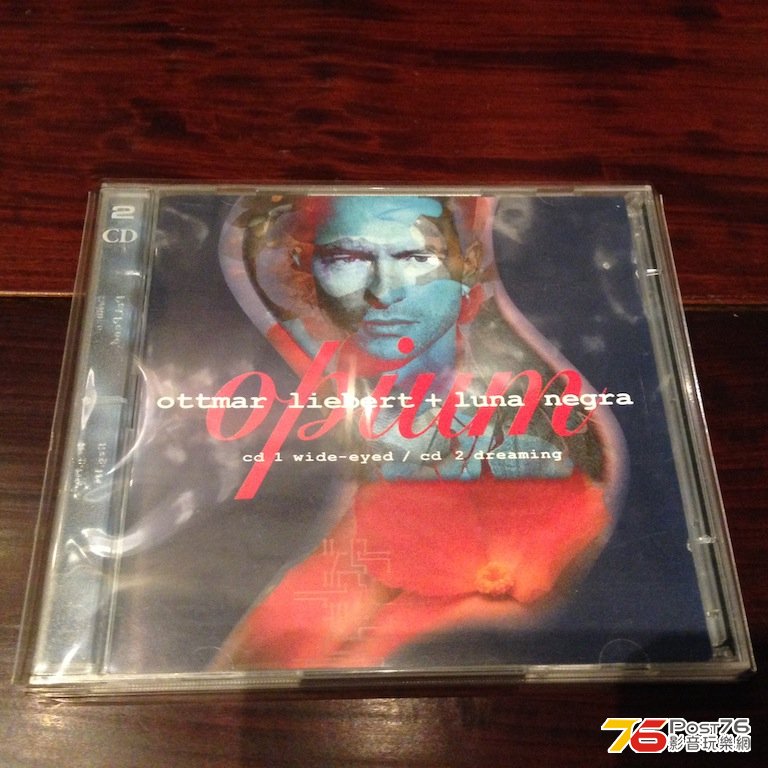 2
CD
opium
ottmar liebert + luna negra
cd 1 wide-eyed / cd 2 dreaming
76 Post76
影音玩樂網